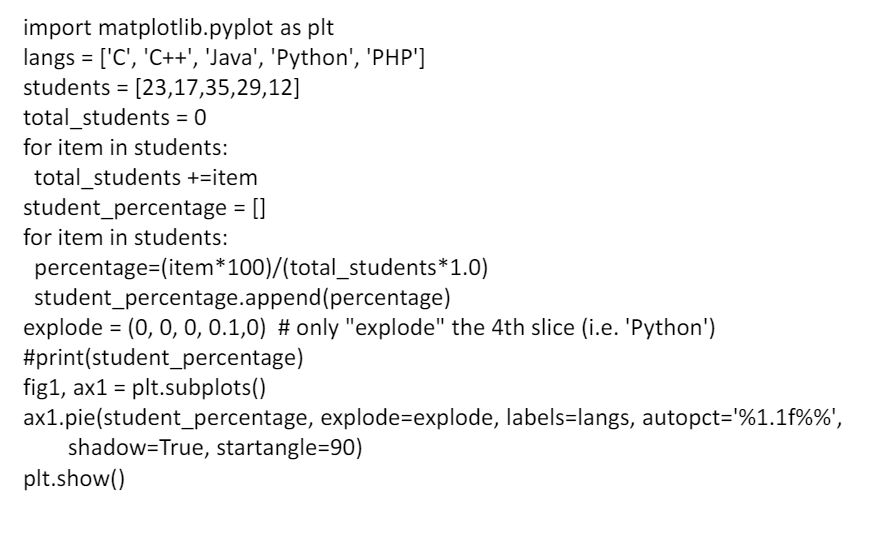 import matplotlib.pyplot as plt
langs = ['C', 'C++', 'Java', 'Python', 'PHP']
students = [23,17,35,29,12]
total_students = 0
for item in students:
  total_students +=item
student_percentage = []
for item in students:
  percentage=(item*100)/(total_students*1.0)
  student_percentage.append(percentage)
explode = (0, 0, 0, 0.1,0)  # only "explode" the 4th slice (i.e. 'Python')
#print(student_percentage)
fig1, ax1 = plt.subplots()
ax1.pie(student_percentage, explode=explode, labels=langs, autopct='%1.1f%%',
        shadow=True, startangle=90)
plt.show()